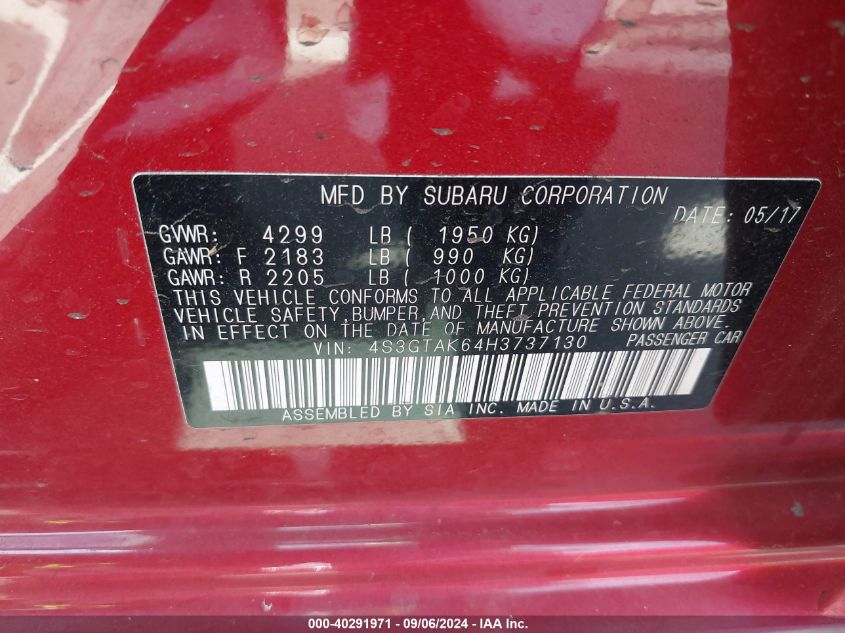 MFD BY SUBARU CORPORATION
DATE: 05/17
GVWR: 4299 LB ( 1950 KG)
GAWR: F 2183 LB ( 990 KG)
GAWR: R 2205 LB ( 1000 KG)
THIS VEHICLE CONFORMS TO ALL APPLICABLE FEDERAL MOTOR
VEHICLE SAFETY, BUMPER, AND THEFT PREVENTION STANDARDS
IN EFFECT ON THE DATE OF MANUFACTURE SHOWN ABOVE.
VIN: 4S3GTAK64H3737130 PASSENGER CAR
ASSEMBLED BY SIA INC. MADE IN U.S.A.
000-40291971 - 09/06/2024 - Copyright © 2024 IAA, Inc.